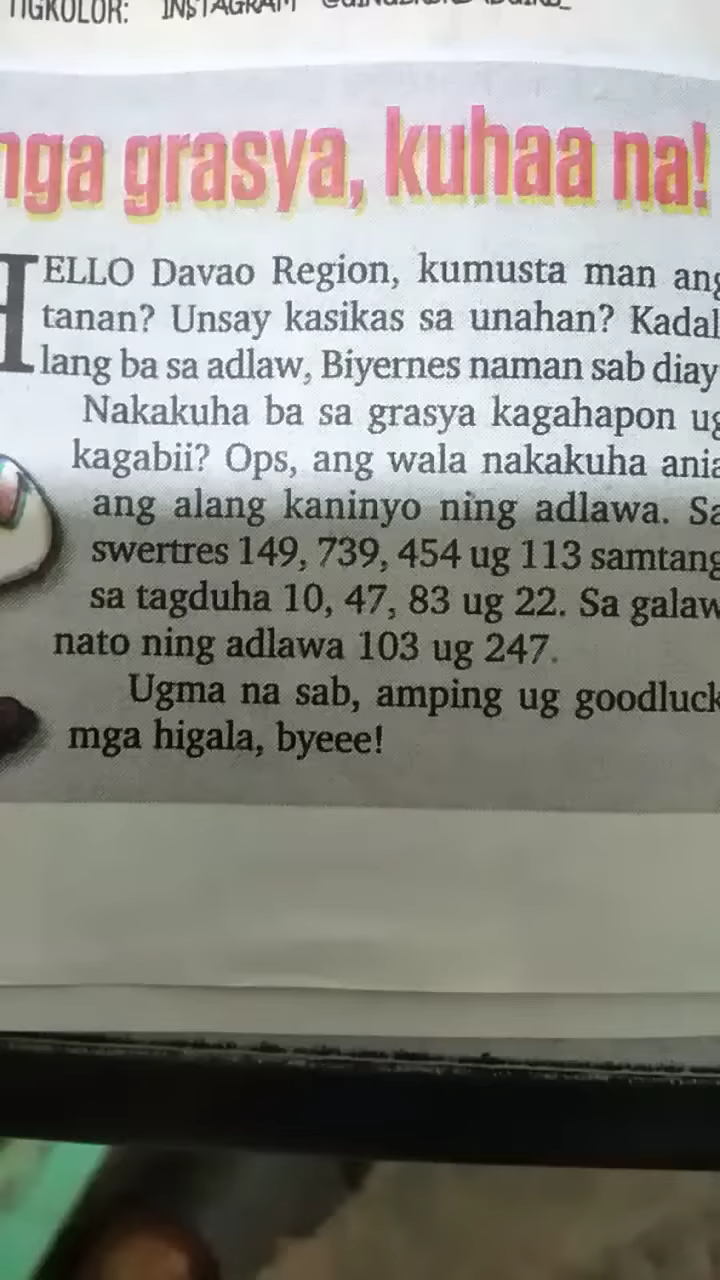 TIGKOLOR: INSTAGRAM
nga grasya, kuhaa na!
HELLO Davao Region, kumusta man ang
tanan? Unsay kasikas sa unahan? Kadal
lang ba sa adlaw, Biyernes naman sab diay
Nakakuha ba sa grasya kagahapon ug
kagabii? Ops, ang wala nakakuha ania
ang alang kaninyo ning adlawa. Sa
swertres 149, 739, 454 ug 113 samtang
sa tagduha 10, 47, 83 ug 22. Sa galaw
nato ning adlawa 103 ug 247.
Ugma na sab, amping ug goodluck
mga higala, byeee!